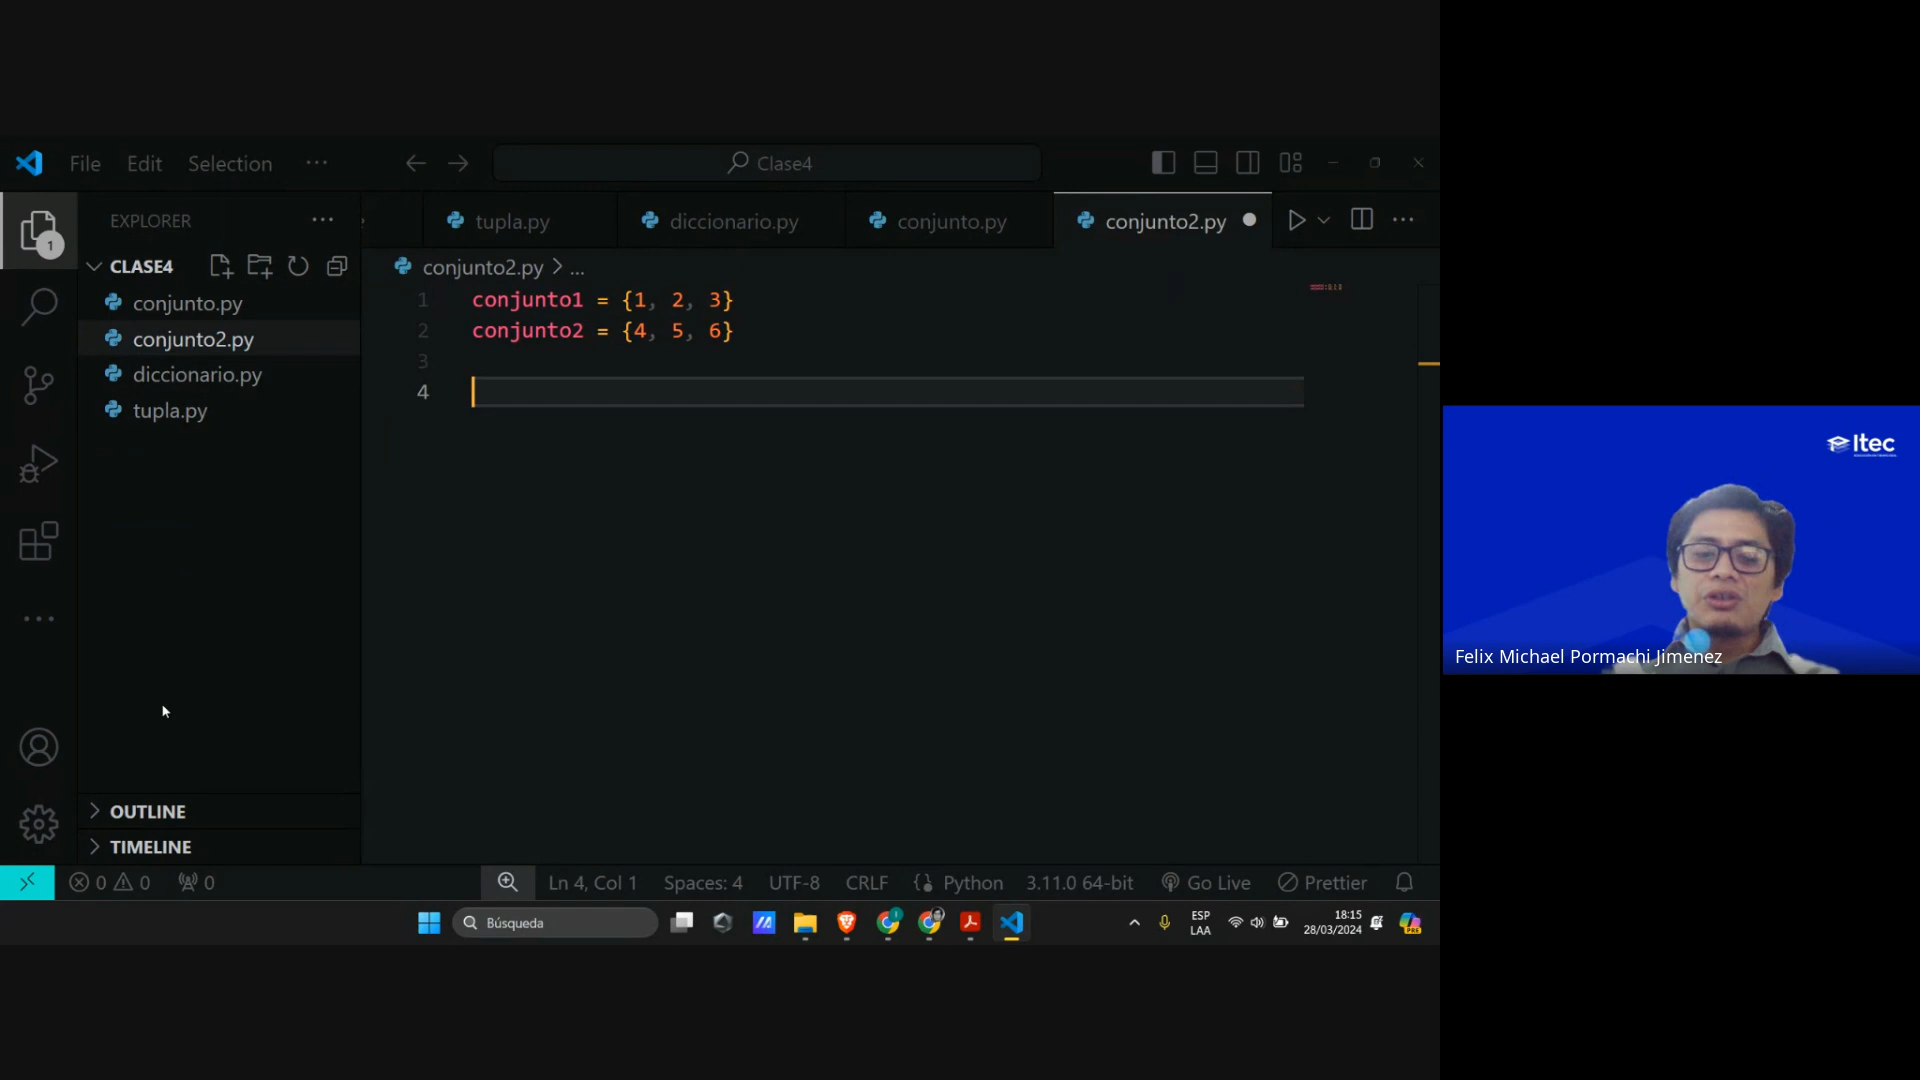 File Edit Selection ··· Clase4
EXPLORER ···
tupla.py diccionario.py conjunto.py conjunto2.py
1
CLASE4
conjunto2.py > ...
conjunto.py
conjunto2.py
diccionario.py
tupla.py
1 conjunto1 = {1, 2, 3}
2 conjunto2 = {4, 5, 6}
3
4
Itec
Felix Michael Pormachi Jimenez
OUTLINE
TIMELINE
0 0 0 Ln 4, Col 1 Spaces: 4 UTF-8 CRLF Python 3.11.0 64-bit Go Live Prettier
Búsqueda
ESP
LAA
18:15
28/03/2024
PRE